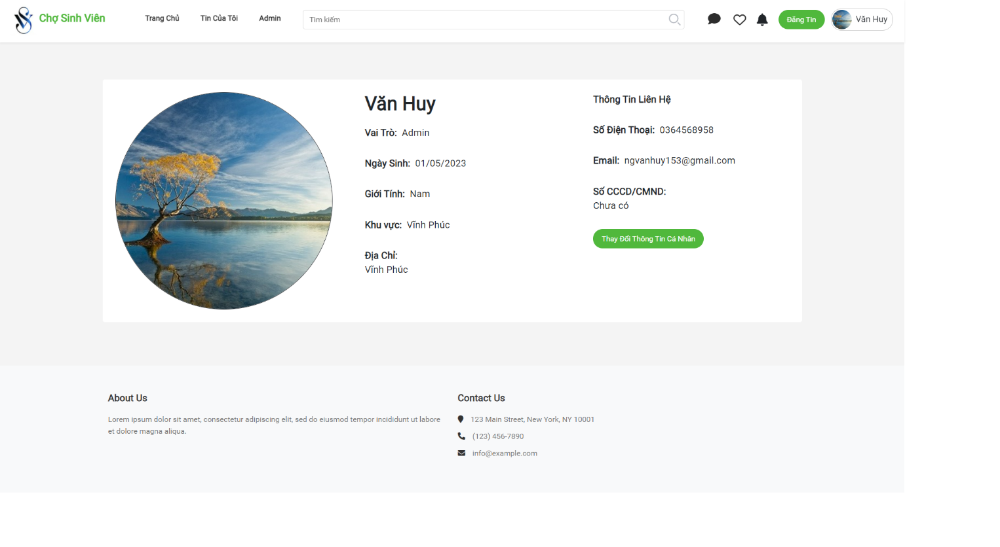 Chợ Sinh Viên
Trang Chủ
Tin Của Tôi
Admin
Tìm kiếm
Đăng Tin
Văn Huy
Văn Huy
Vai Trò: Admin
Ngày Sinh: 01/05/2023
Giới Tính: Nam
Khu vực: Vĩnh Phúc
Địa Chỉ:
Vĩnh Phúc
Thông Tin Liên Hệ
Số Điện Thoại: 0364568958
Email: ngvanhuy153@gmail.com
Số CCCD/CMND:
Chưa có
Thay Đổi Thông Tin Cá Nhân
About Us
Lorem ipsum dolor sit amet, consectetur adipiscing elit, sed do eiusmod tempor incididunt ut labore
et dolore magna aliqua.
Contact Us
123 Main Street, New York, NY 10001
(123) 456-7890
info@example.com